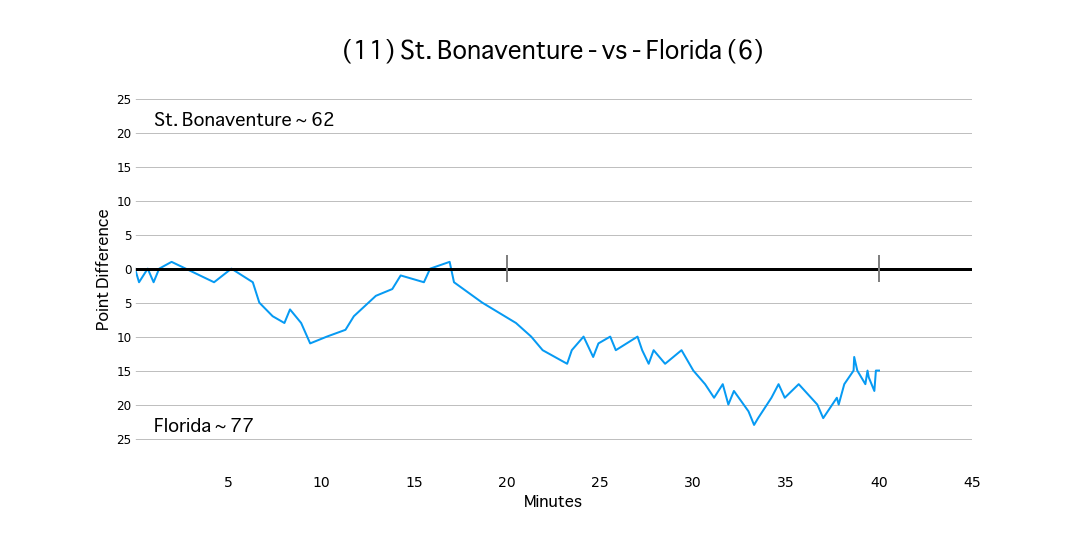 (11) St. Bonaventure - vs - Florida (6)
25
St. Bonaventure ~ 62
20
15
10
5
0
5
10
15
20
Florida ~ 77
25
Point Difference
5 10 15 20 25 30 35 40 45
Minutes